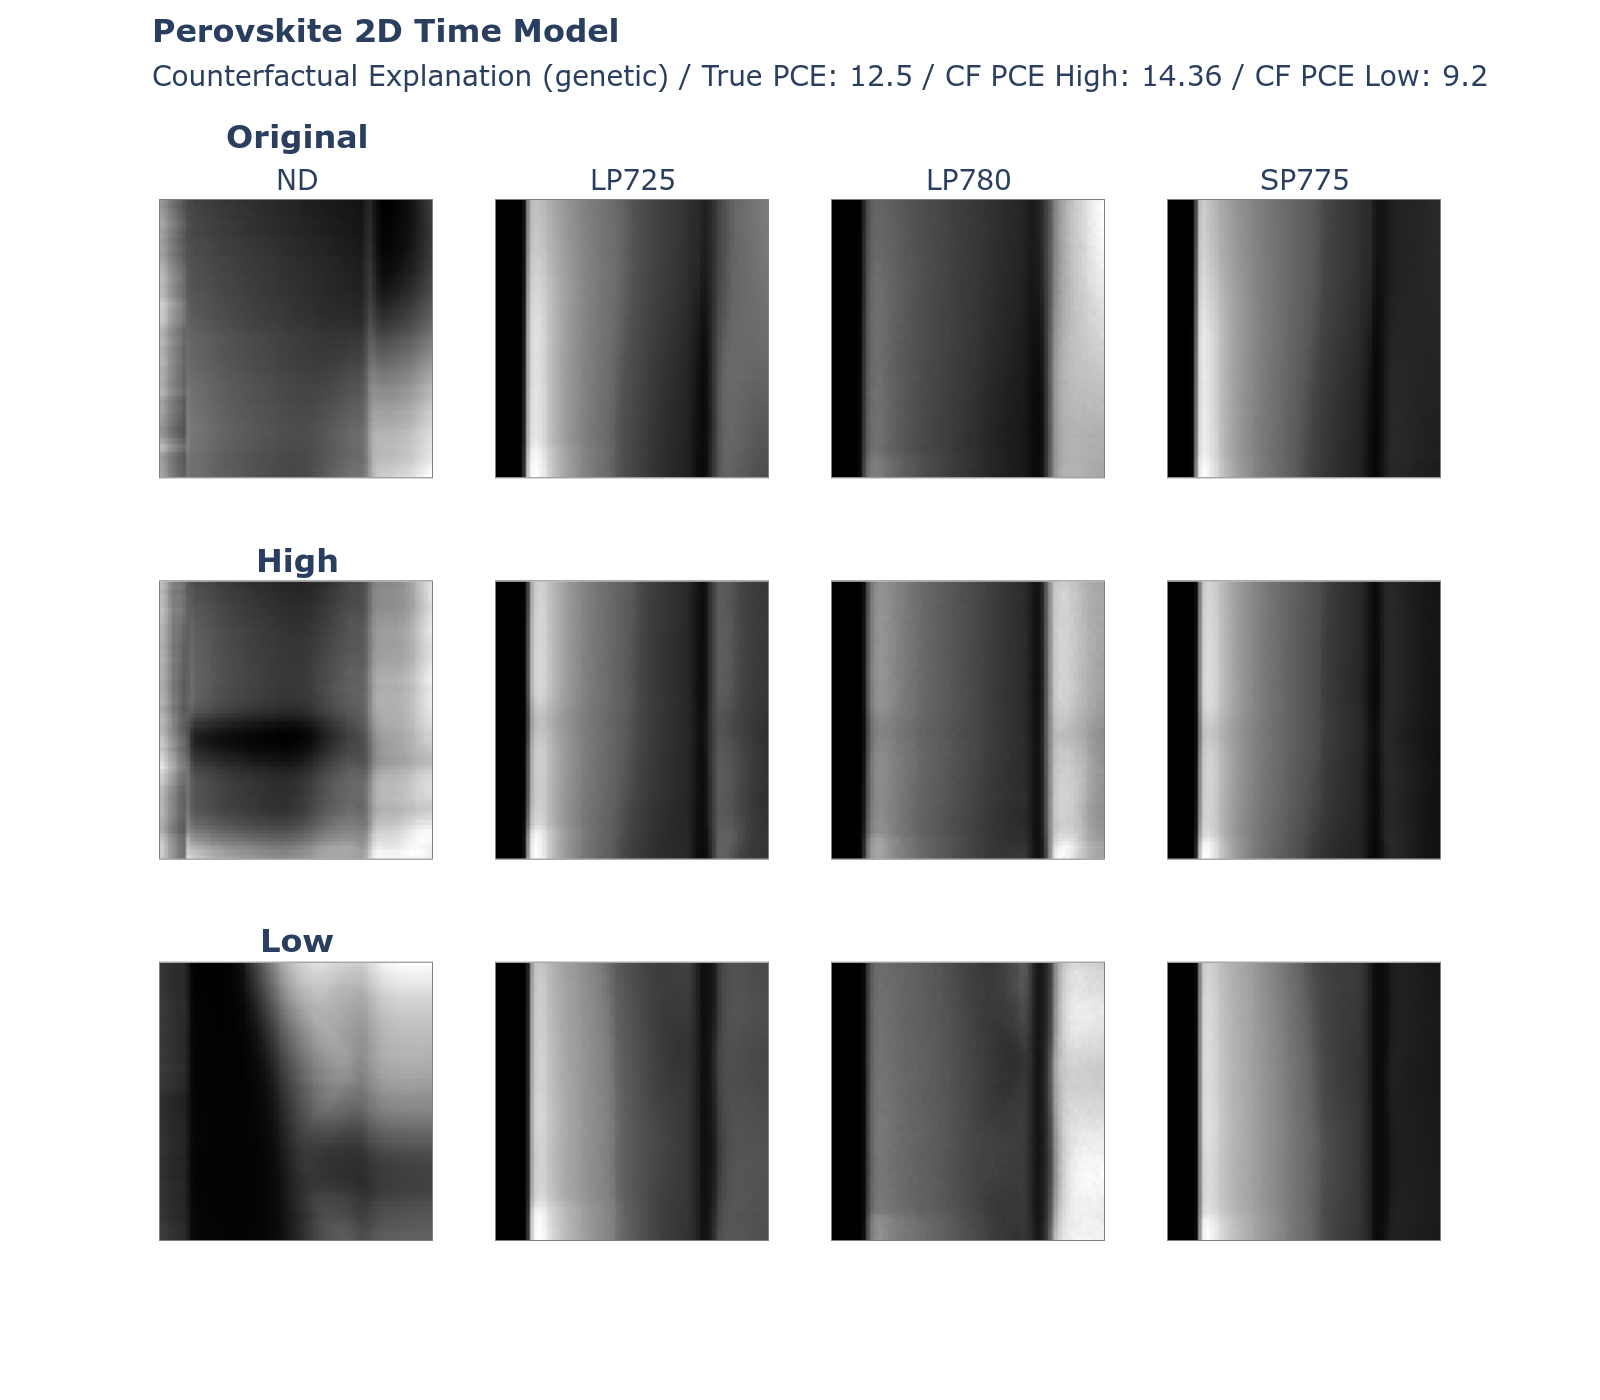 Perovskite 2D Time Model
Counterfactual Explanation (genetic) / True PCE: 12.5 / CF PCE High: 14.36 / CF PCE Low: 9.2
Original
ND LP725 LP780 SP775
High
Low